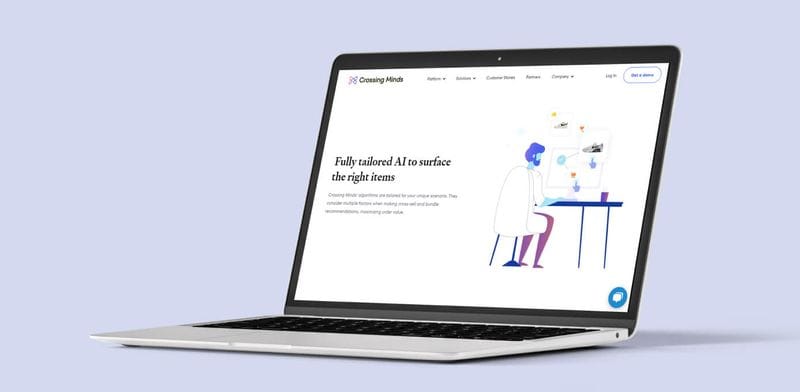 Crossing Minds
Platform Solutions Customer Stories Partners Company Log In Get a demo
Fully tailored AI to surface
the right items
Crossing Minds' algorithms are tailored for your unique scenario. They
consider multiple factors when making cross-sell and bundle
recommendations, maximizing order value.